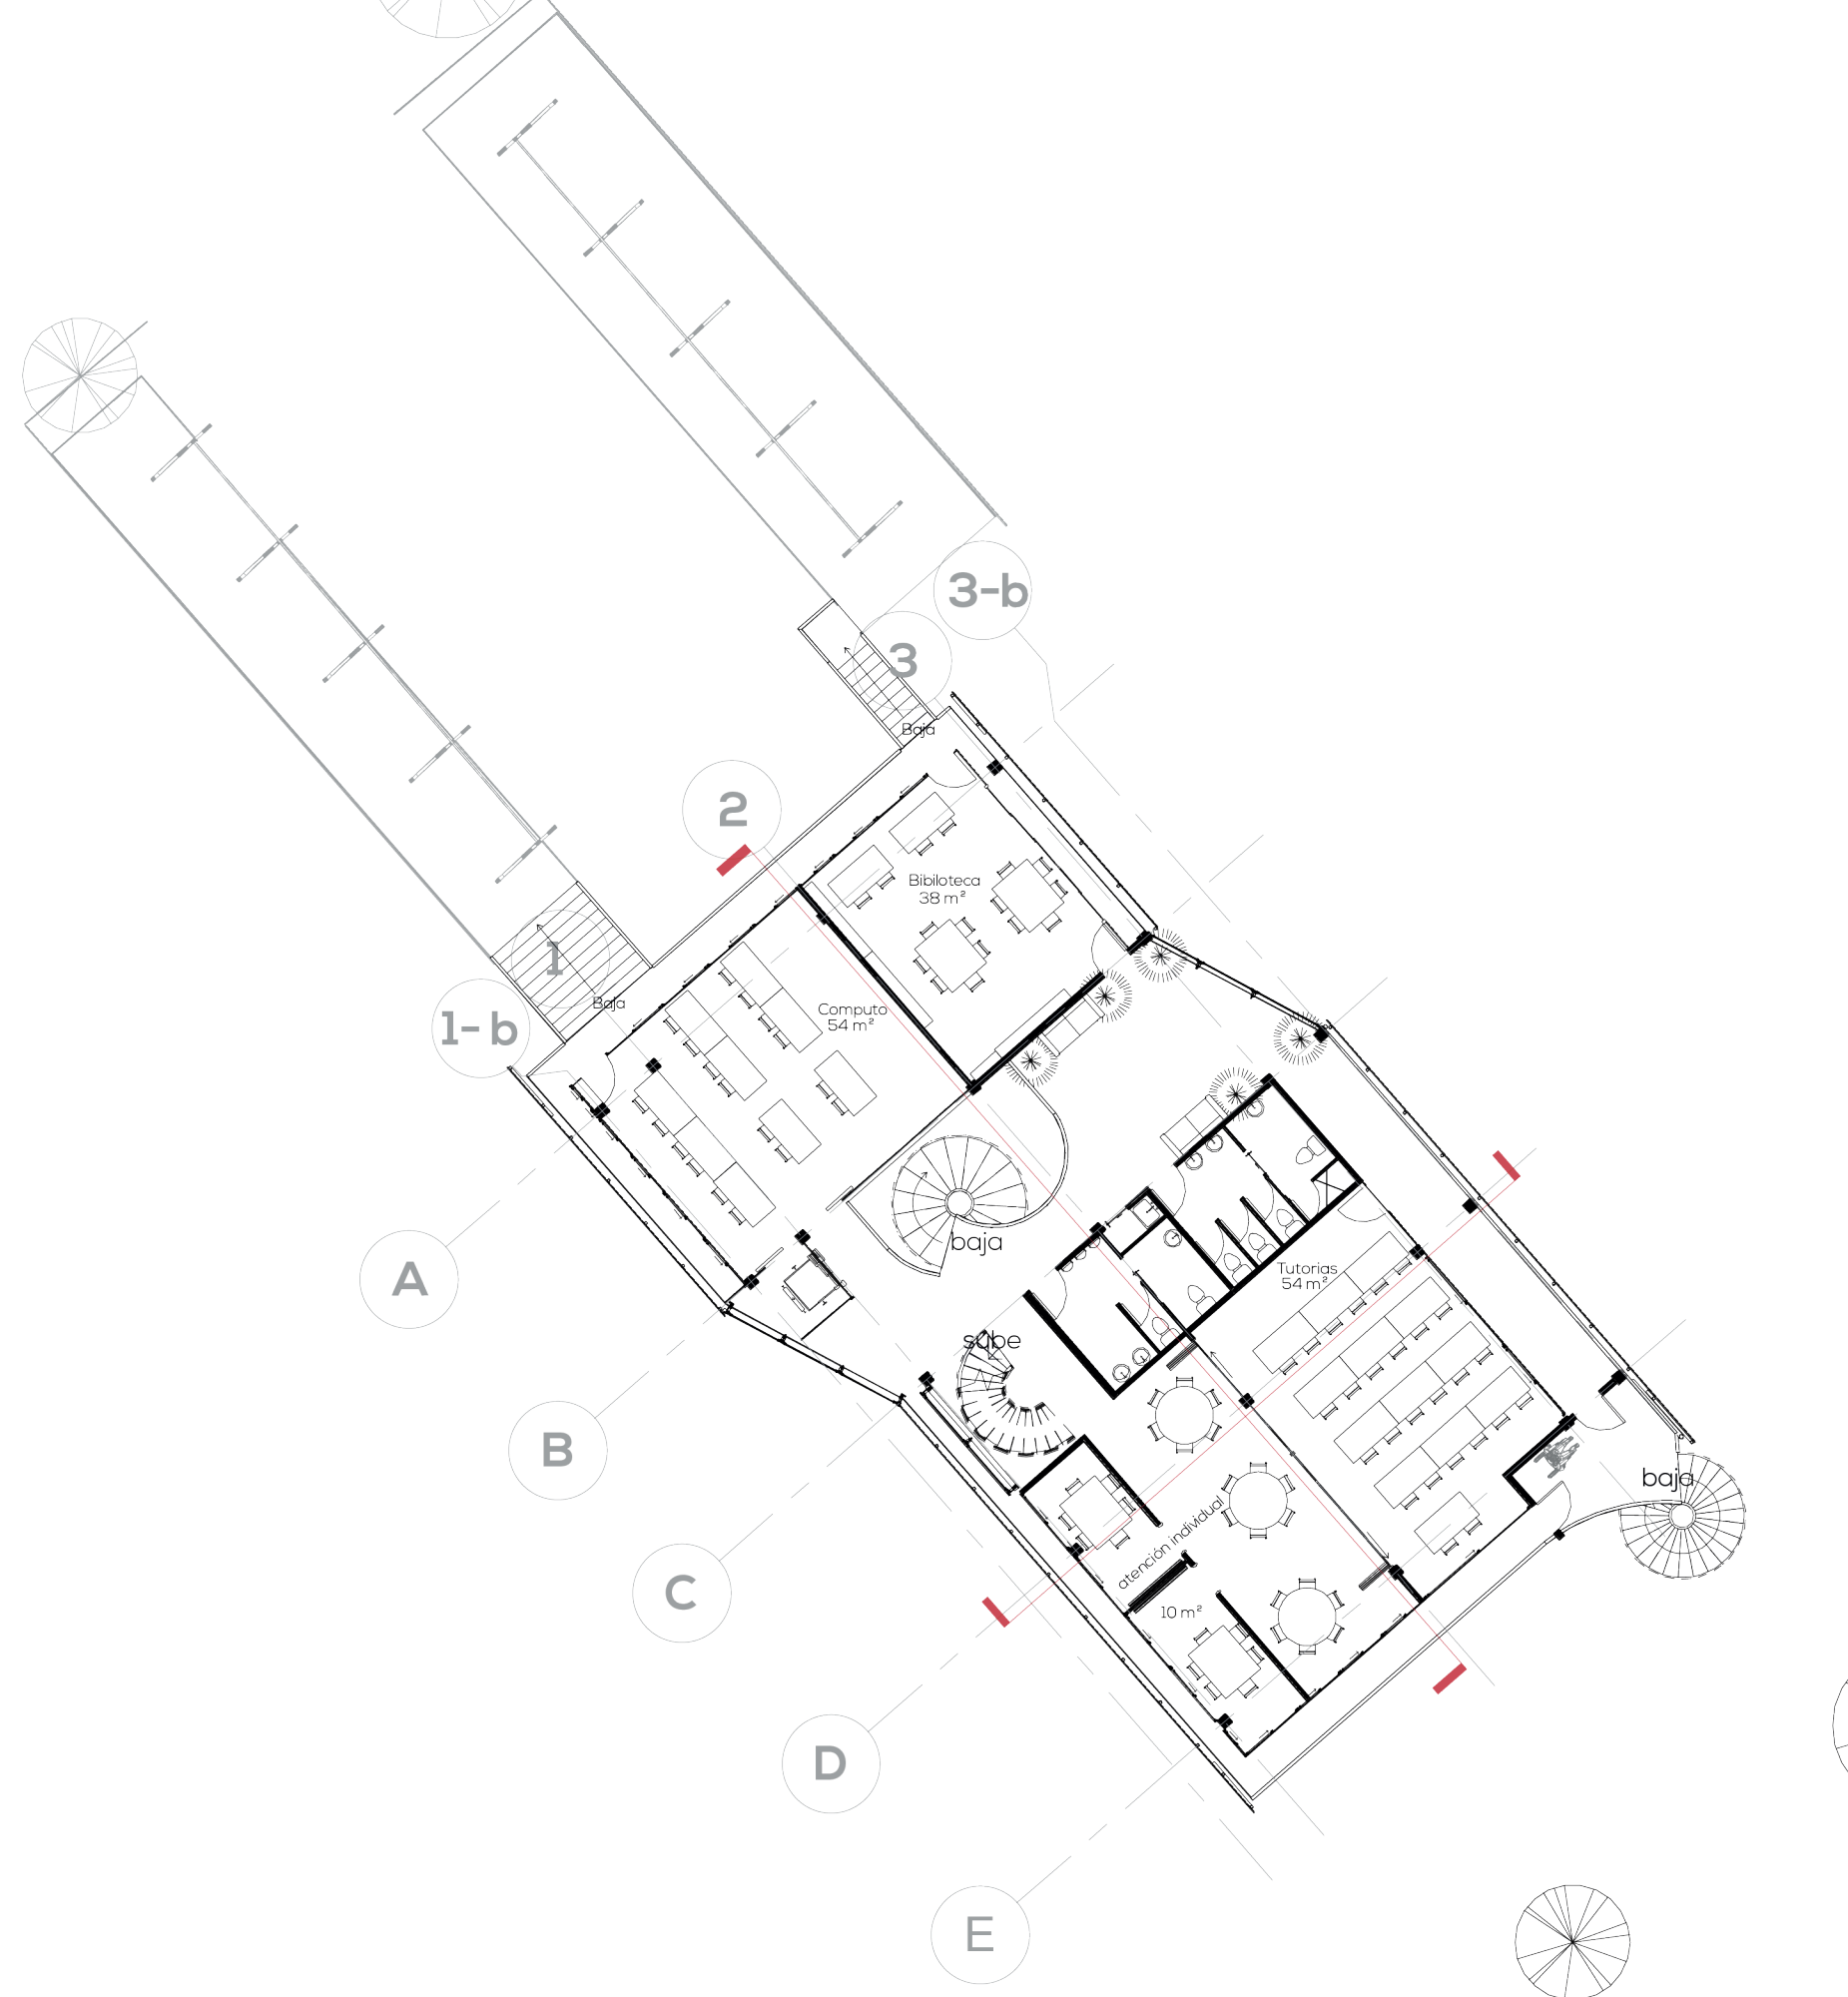 3-b
3
Baja
2
Bibiloteca
38 m²
1
Baja
1- b
Computo
54 m²
baja
A
Tutorias
54 m²
sube
B
baja
atención individual
C
10 m²
D
E